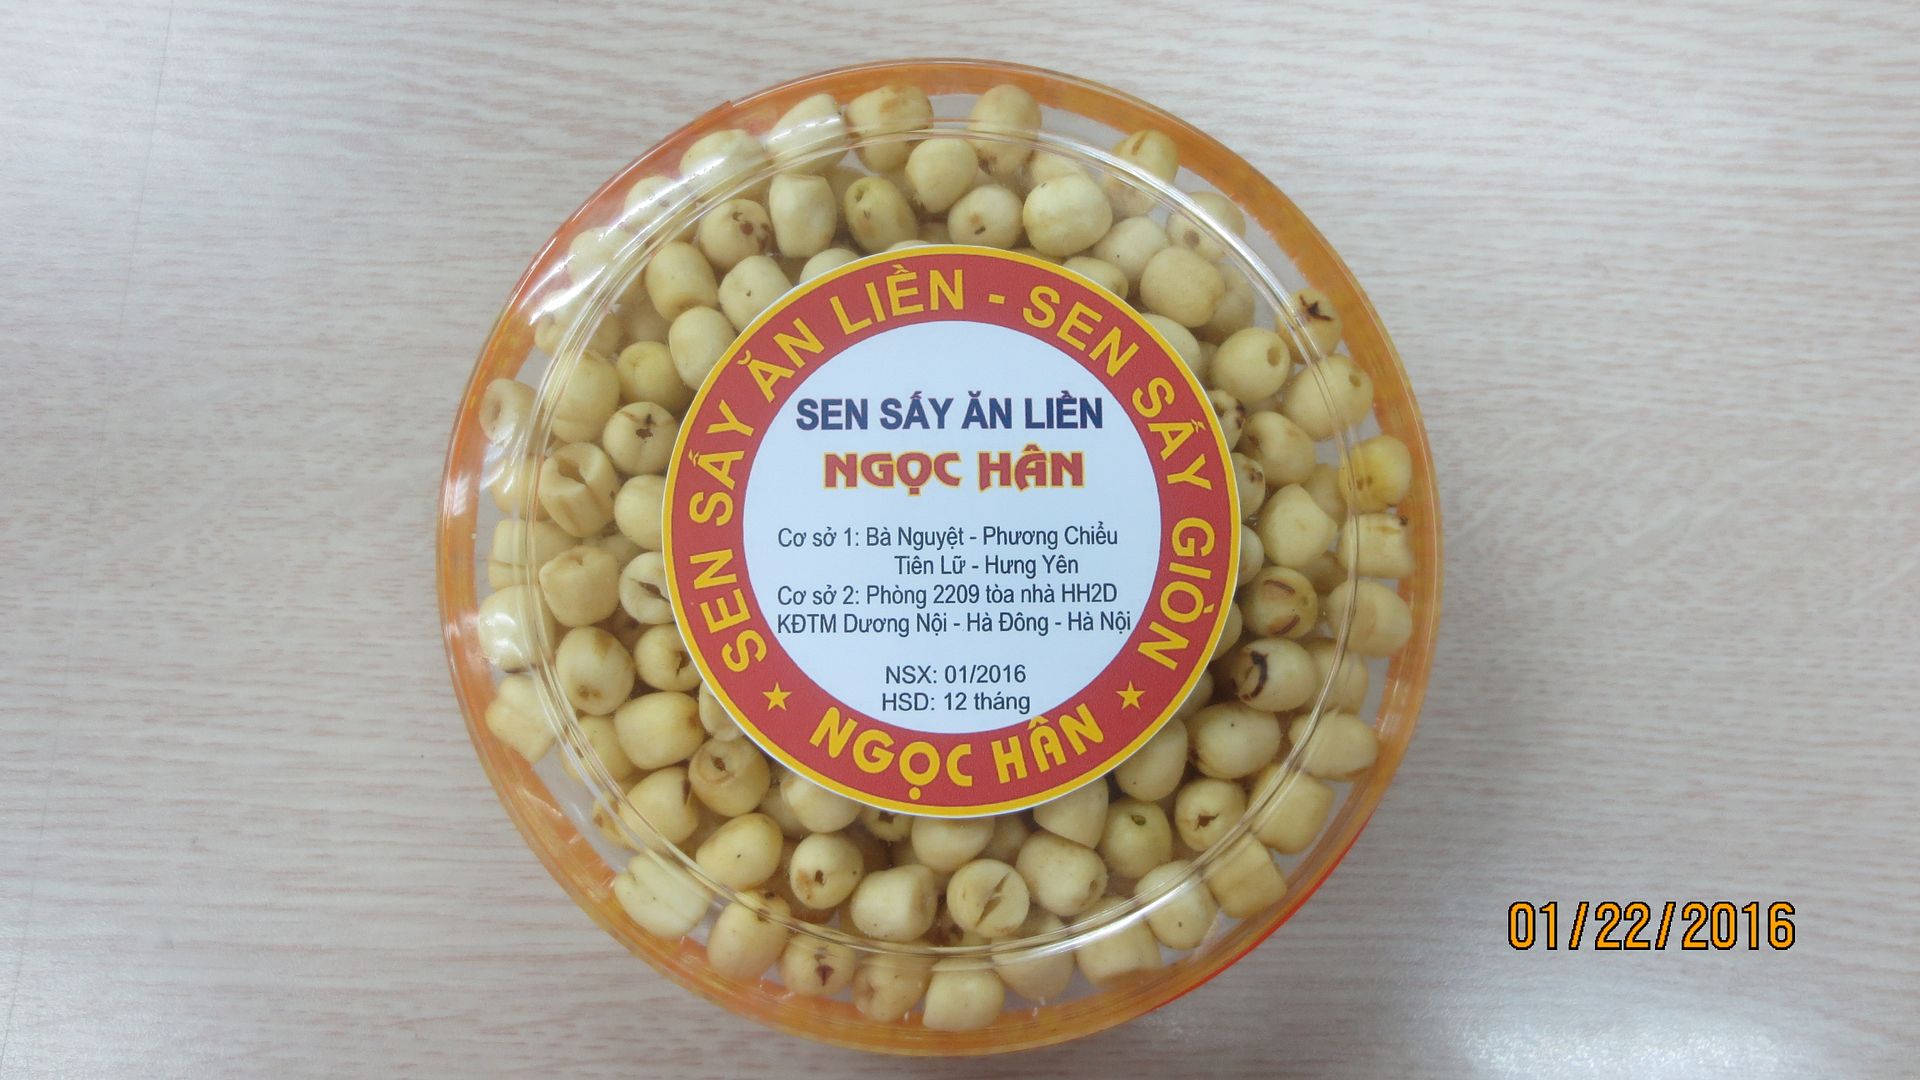 SEN SẤY ĂN LIỀN - SEN SẤY GIÒN
SEN SẤY ĂN LIỀN
NGỌC HÂN
Cơ sở 1: Bà Nguyệt - Phương Chiểu
Tiên Lữ - Hưng Yên
Cơ sở 2: Phòng 2209 tòa nhà HH2D
KĐTM Dương Nội - Hà Đông - Hà Nội
NSX: 01/2016
HSD: 12 tháng
★ NGỌC HÂN ★
01/22/2016